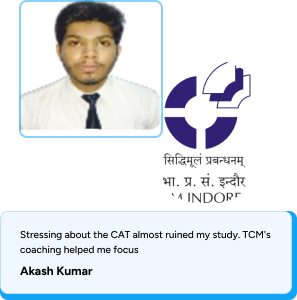 सिद्धिमूलं प्रबन्धनम्
भा. प्र. सं. इन्दौर
IIM INDORE
Stressing about the CAT almost ruined my study. TCM's
coaching helped me focus
Akash Kumar